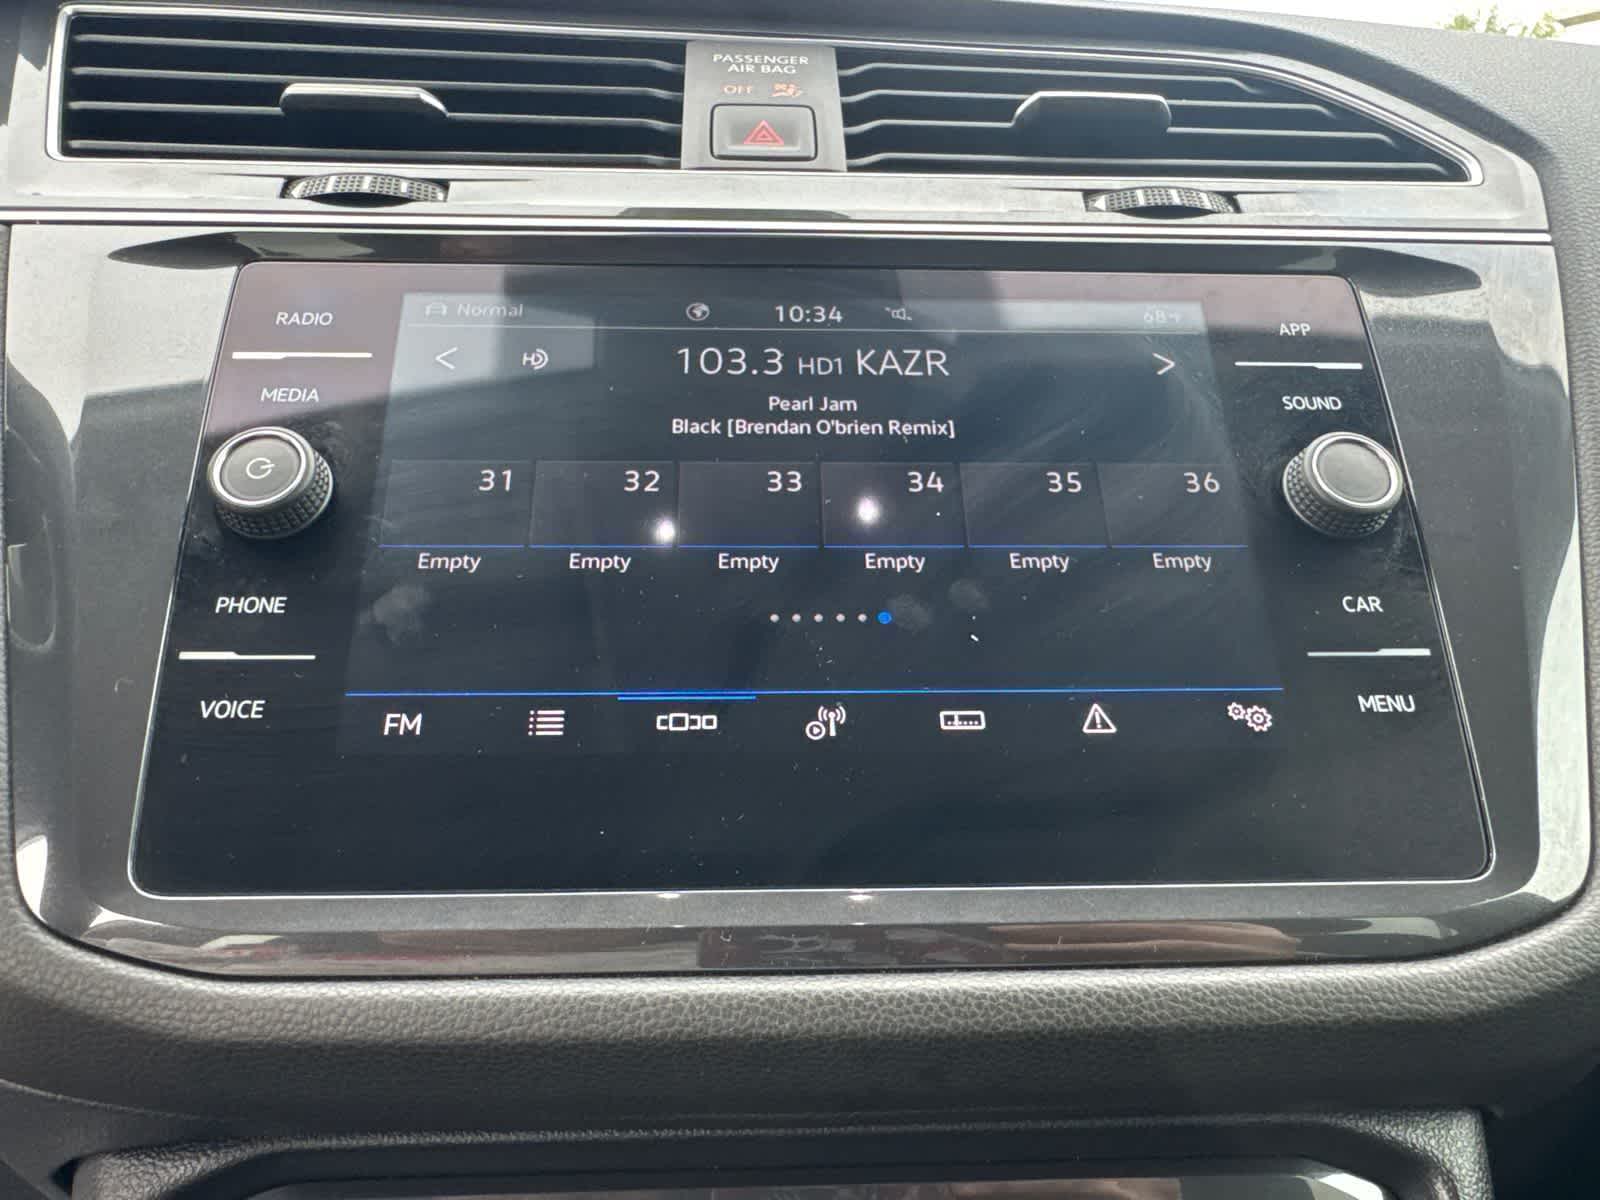 PASSENGER
AIR BAG
OFF
RADIO
MEDIA
PHONE
VOICE
Normal
10:34
68°F
HD
103.3 HD1 KAZR
Pearl Jam
Black [Brendan O'brien Remix]
31 32 33 34 35 36
Empty Empty Empty Empty Empty Empty
FM
APP
SOUND
CAR
MENU